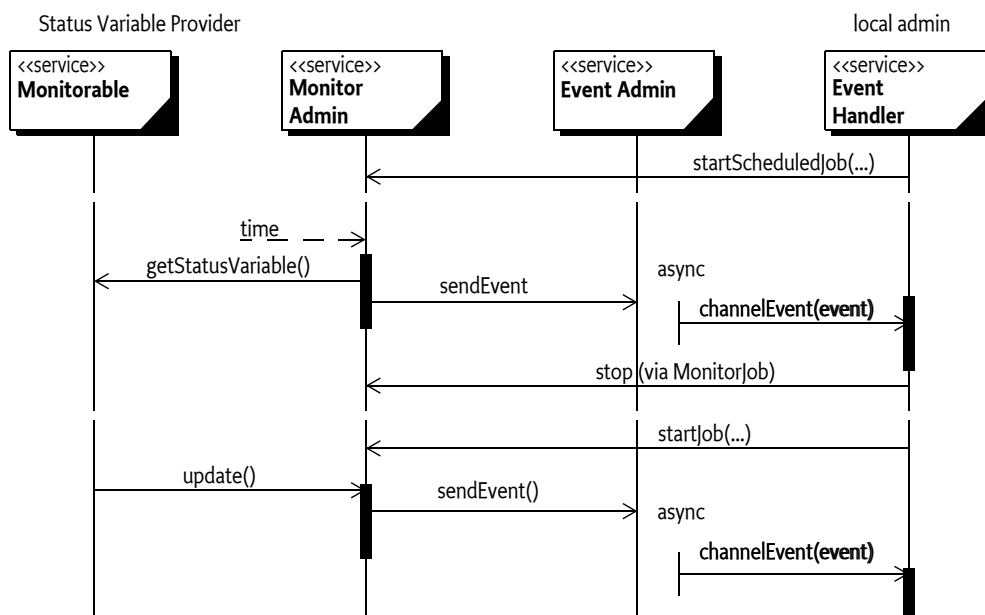 Status Variable Provider
local admin
<<service>>
Monitorable
<<service>>
Monitor
Admin
<<service>>
Event Admin
<<service>>
Event
Handler
startScheduledJob(...)
time
getStatusVariable()
sendEvent
async
channelEvent(event)
stop (via MonitorJob)
startJob(...)
update()
sendEvent()
async
channelEvent(event)